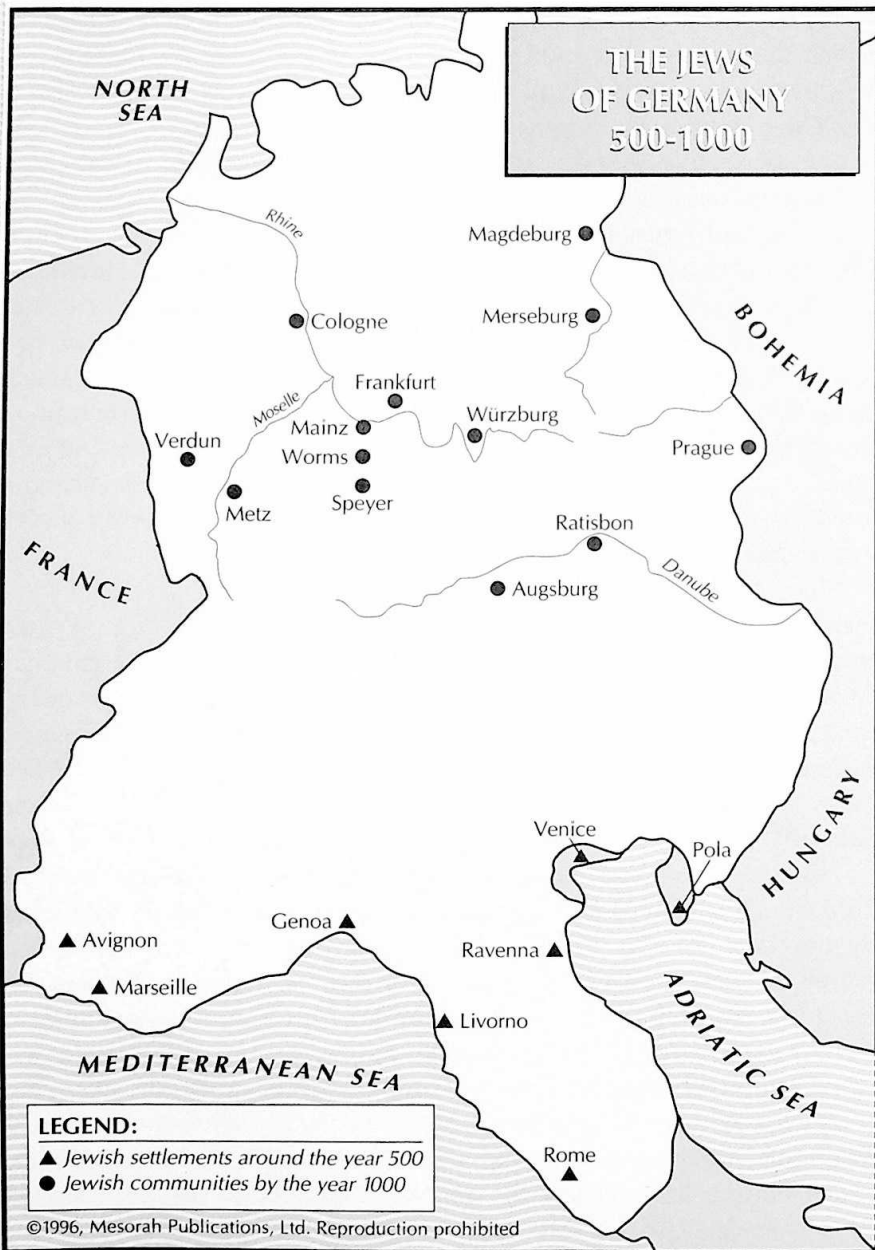 THE JEWS
OF GERMANY
500-1000
NORTH
SEA
Rhine
Magdeburg
Cologne
Merseburg
BOHEMIA
Frankfurt
Moselle
Mainz
Würzburg
Verdun
Worms
Prague
Metz
Speyer
Ratisbon
FRANCE
Augsburg
Danube
Venice
Pola
HUNGARY
Genoa
Avignon
Ravenna
Marseille
Livorno
ADRIATIC SEA
MEDITERRANEAN SEA
LEGEND:
▲ Jewish settlements around the year 500
● Jewish communities by the year 1000
Rome
©1996, Mesorah Publications, Ltd. Reproduction prohibited